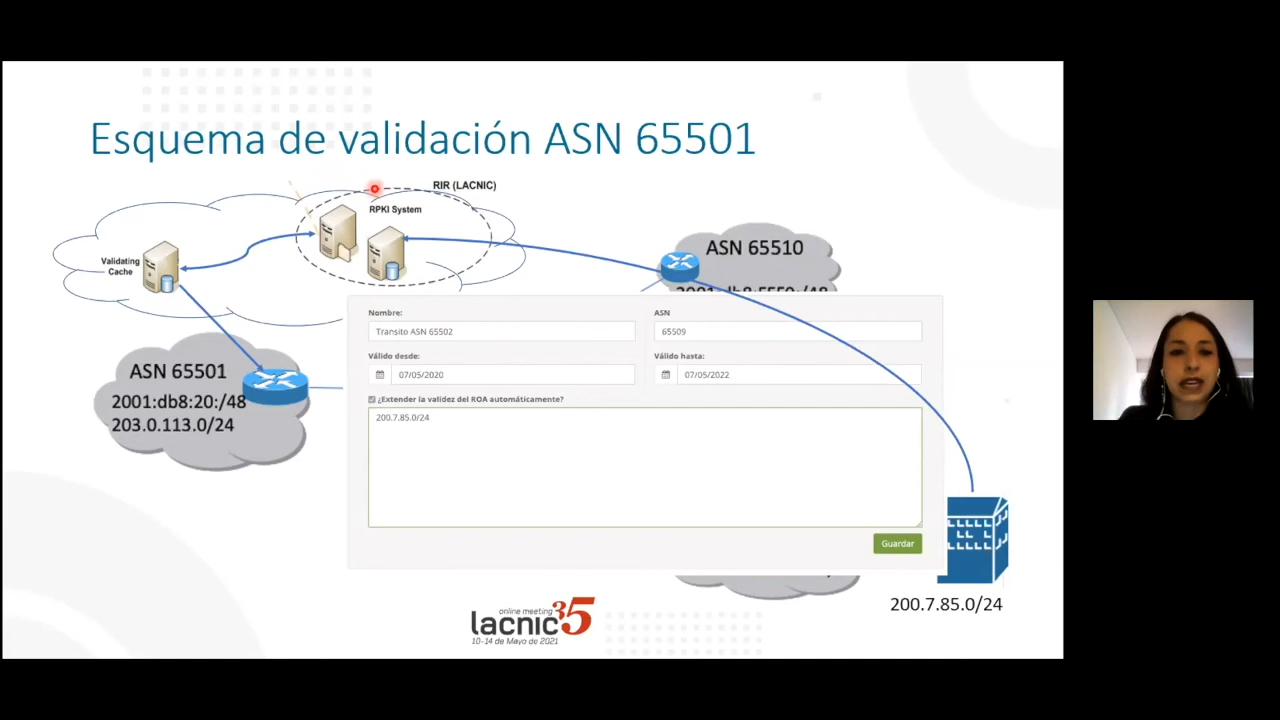 Esquema de validación ASN 65501
RIR (LACNIC)
RPKI System
Validating
Cache
ASN 65510
ASN 65501
2001:db8:20:/48
203.0.113.0/24
Nombre:
Transito ASN 65502
ASN
65509
Válido desde:
07/05/2020
Válido hasta:
07/05/2022
¿Extender la validez del ROA automáticamente?
200.7.85.0/24
Guardar
200.7.85.0/24
online meeting
lacnic 35
10-14 de Mayo de 2021